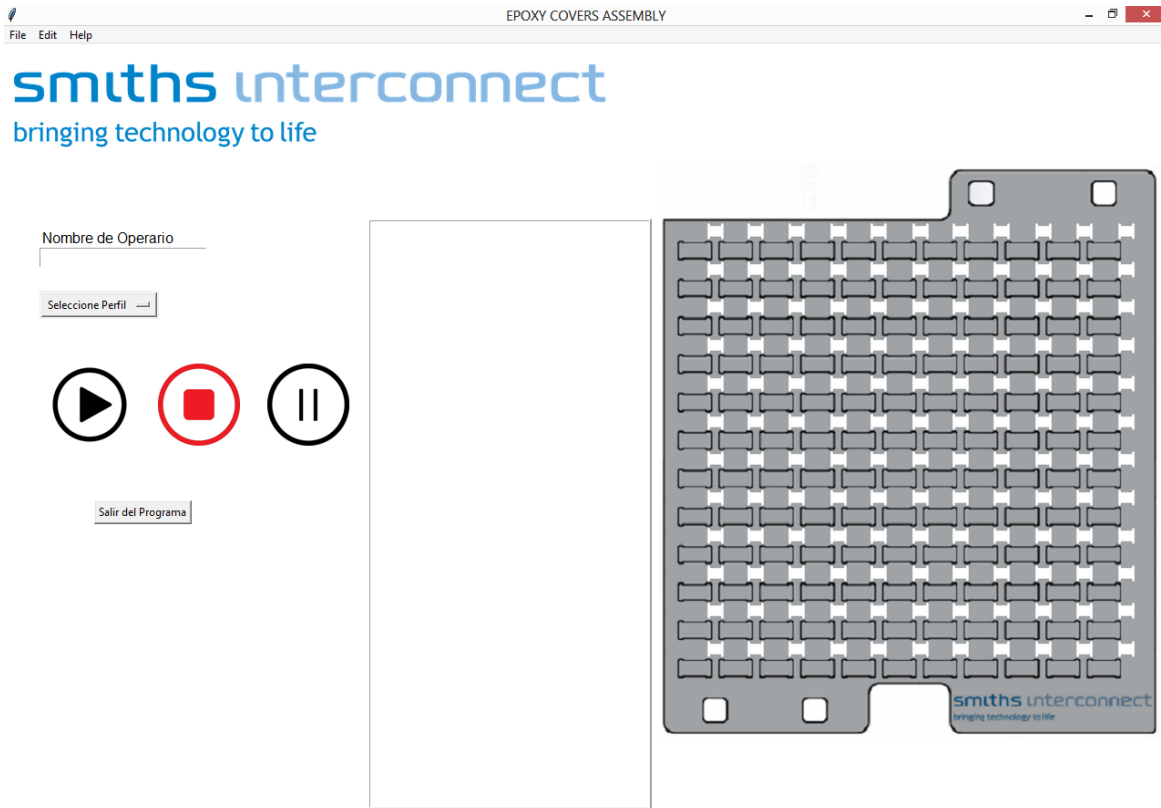 EPOXY COVERS ASSEMBLY
File Edit Help
smiths interconnect
bringing technology to life
Nombre de Operario
Seleccione Perfil
Salir del Programa
smiths interconnect
bringing technology to life